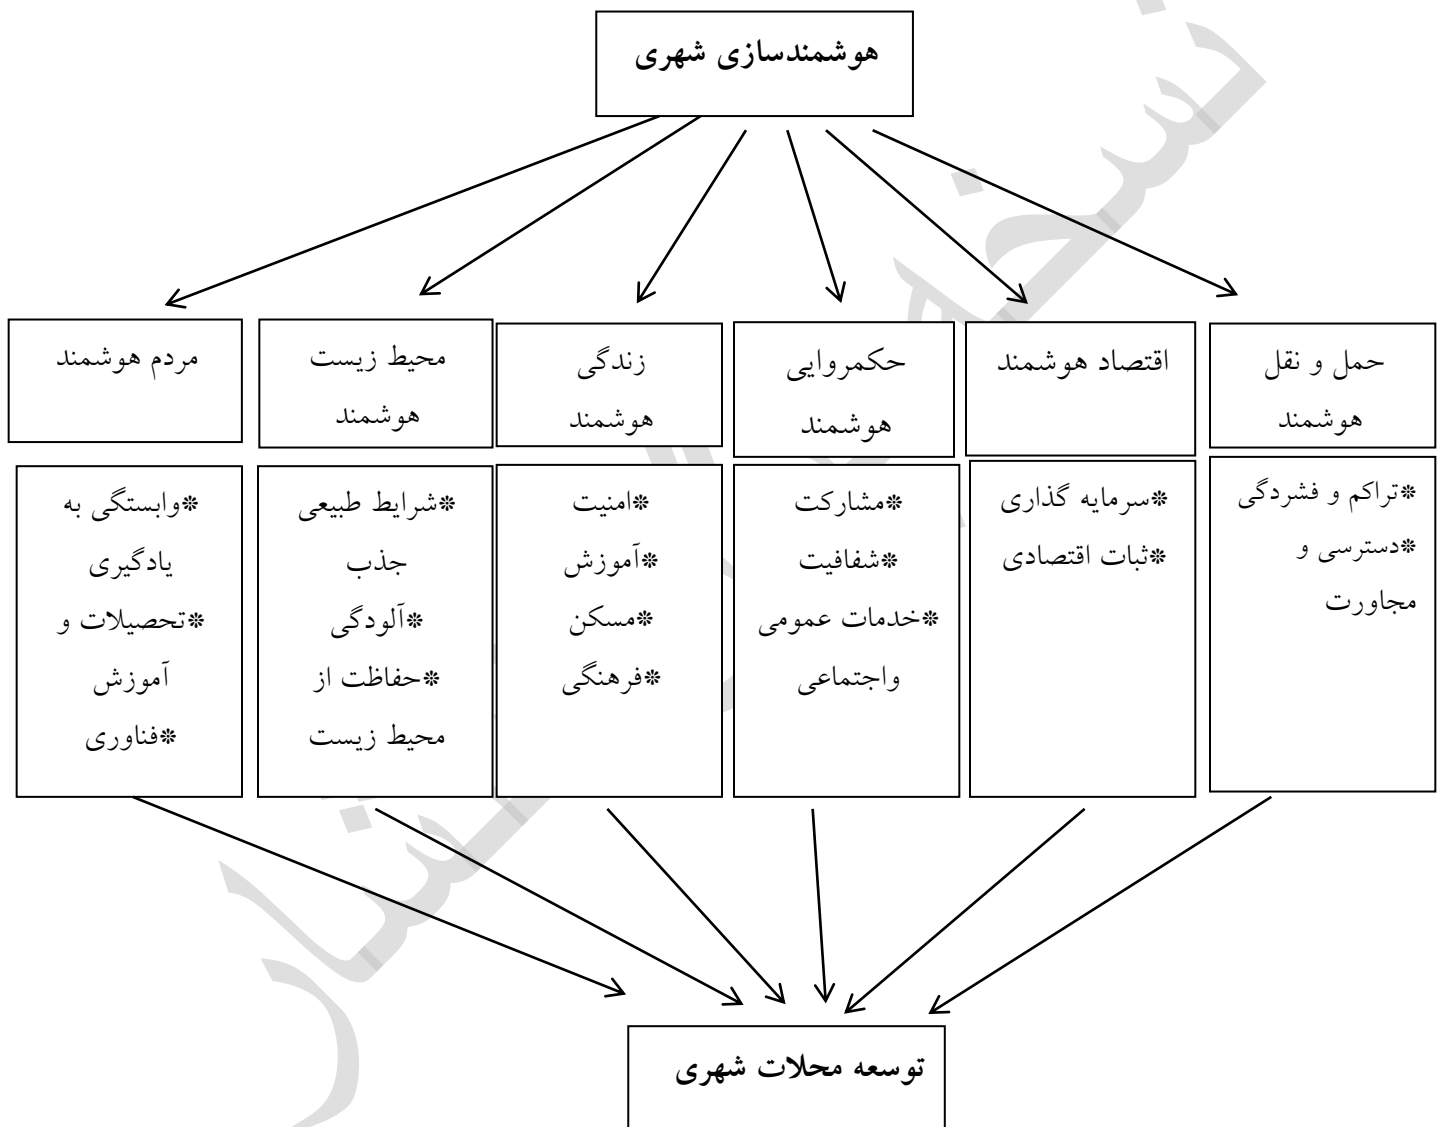 هوشمندسازی شهری
حمل و نقل
هوشمند
اقتصاد هوشمند
حکمروایی
هوشمند
زندگی
هوشمند
محیط زیست
هوشمند
مردم هوشمند
*تراکم و فشردگی
*دسترسی و
مجاورت
*سرمایه گذاری
*ثبات اقتصادی
*مشارکت
*شفافیت
*خدمات عمومی
واجتماعی
*امنیت
*آموزش
*مسکن
*فرهنگی
*شرایط طبیعی
جذب
*آلودگی
*حفاظت از
محیط زیست
*وابستگی به
یادگیری
*تحصیلات و
آموزش
*فناوری
توسعه محلات شهری